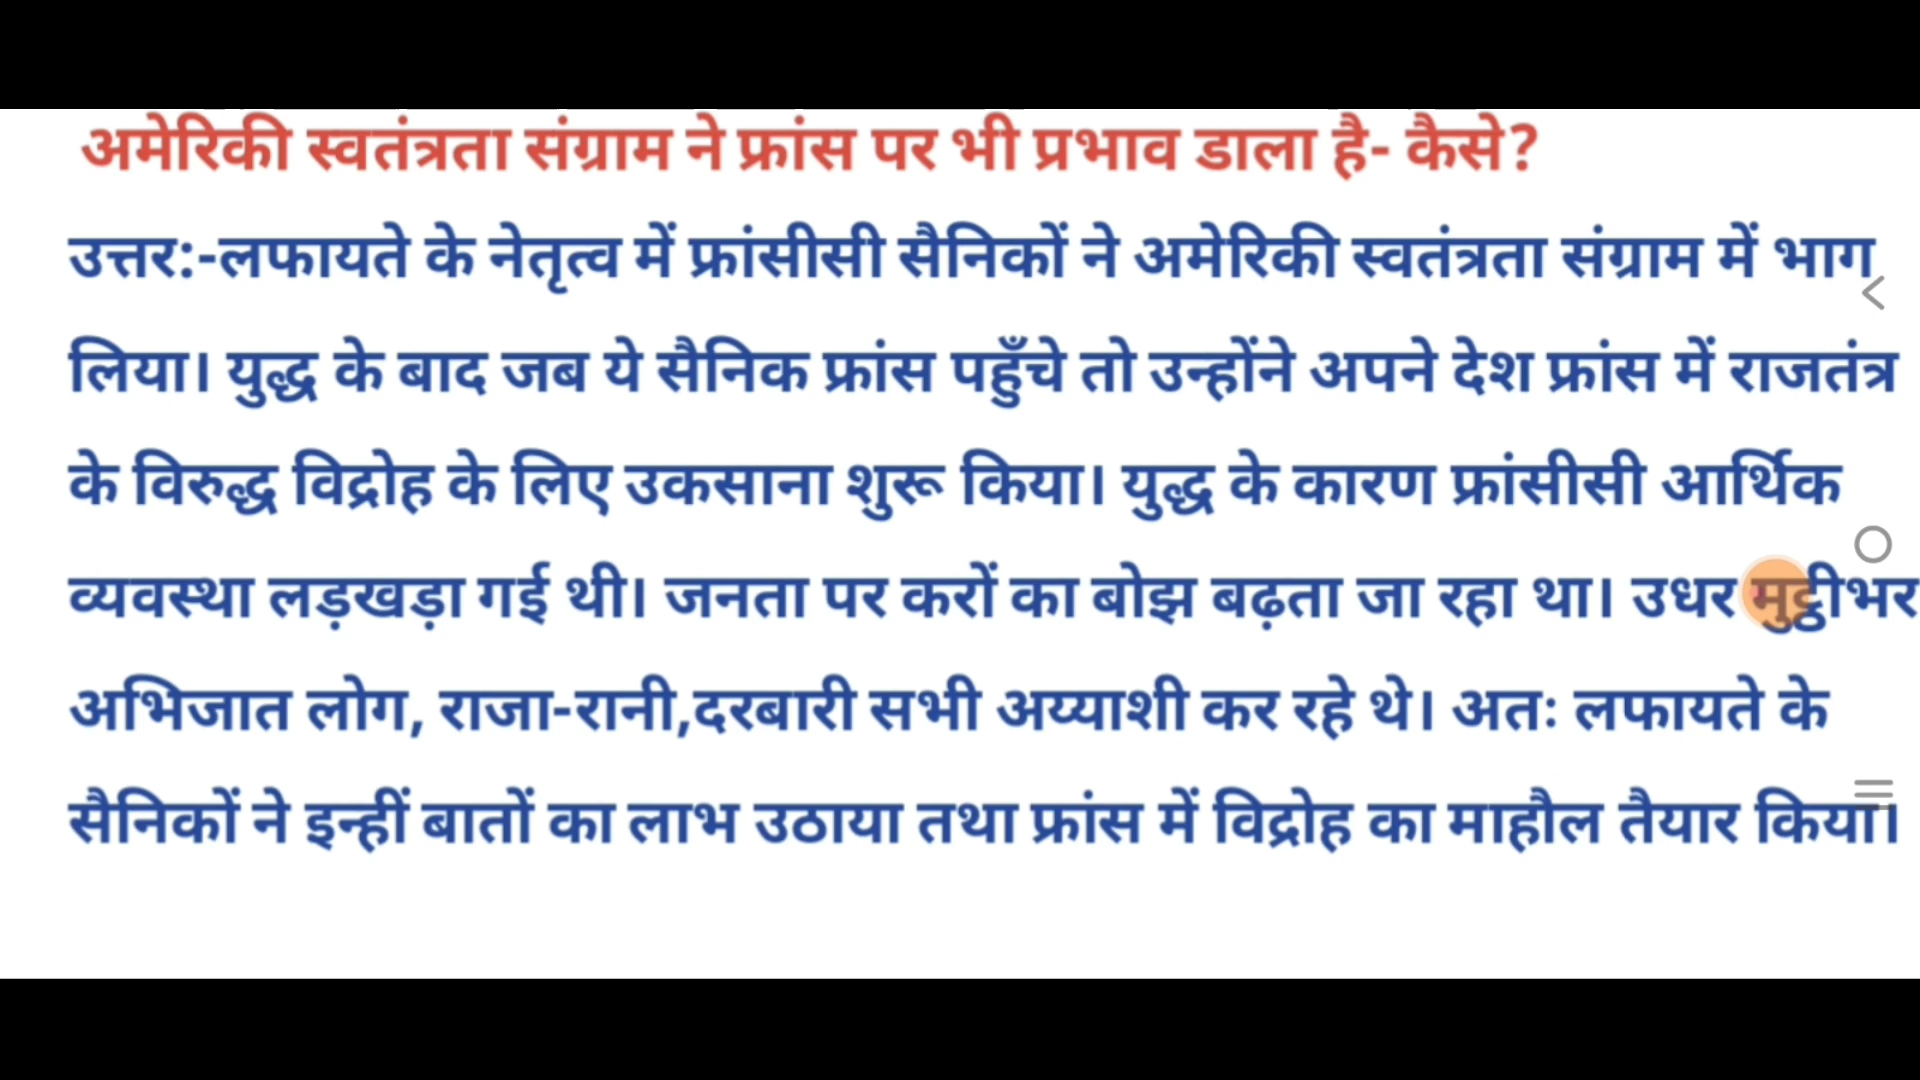 अमेरिकी स्वतंत्रता संग्राम ने फ्रांस पर भी प्रभाव डाला है- कैसे?
उत्तर:-लफायते के नेतृत्व में फ्रांसीसी सैनिकों ने अमेरिकी स्वतंत्रता संग्राम में भाग
लिया। युद्ध के बाद जब ये सैनिक फ्रांस पहुँचे तो उन्होंने अपने देश फ्रांस में राजतंत्र
के विरुद्ध विद्रोह के लिए उकसाना शुरू किया। युद्ध के कारण फ्रांसीसी आर्थिक
व्यवस्था लड़खड़ा गई थी। जनता पर करों का बोझ बढ़ता जा रहा था। उधर मुट्ठीभर
अभिजात लोग, राजा-रानी,दरबारी सभी अय्याशी कर रहे थे। अतः लफायते के
सैनिकों ने इन्हीं बातों का लाभ उठाया तथा फ्रांस में विद्रोह का माहौल तैयार किया।